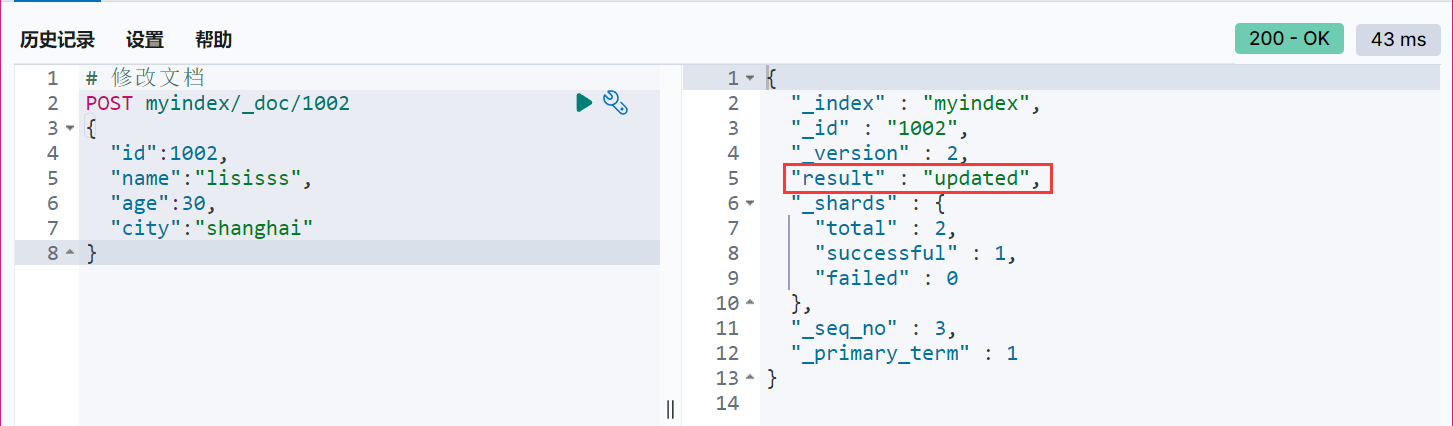 历史记录 设置 帮助 200 - OK 43 ms
1 # 修改文档
2 POST myindex/_doc/1002
3 {
4 "id":1002,
5 "name":"lisisss",
6 "age":30,
7 "city":"shanghai"
8 }
1 {
2 "_index" : "myindex",
3 "_id" : "1002",
4 "_version" : 2,
5 "result" : "updated",
6 "_shards" : {
7 "total" : 2,
8 "successful" : 1,
9 "failed" : 0
10 },
11 "_seq_no" : 3,
12 "_primary_term" : 1
13 }
14